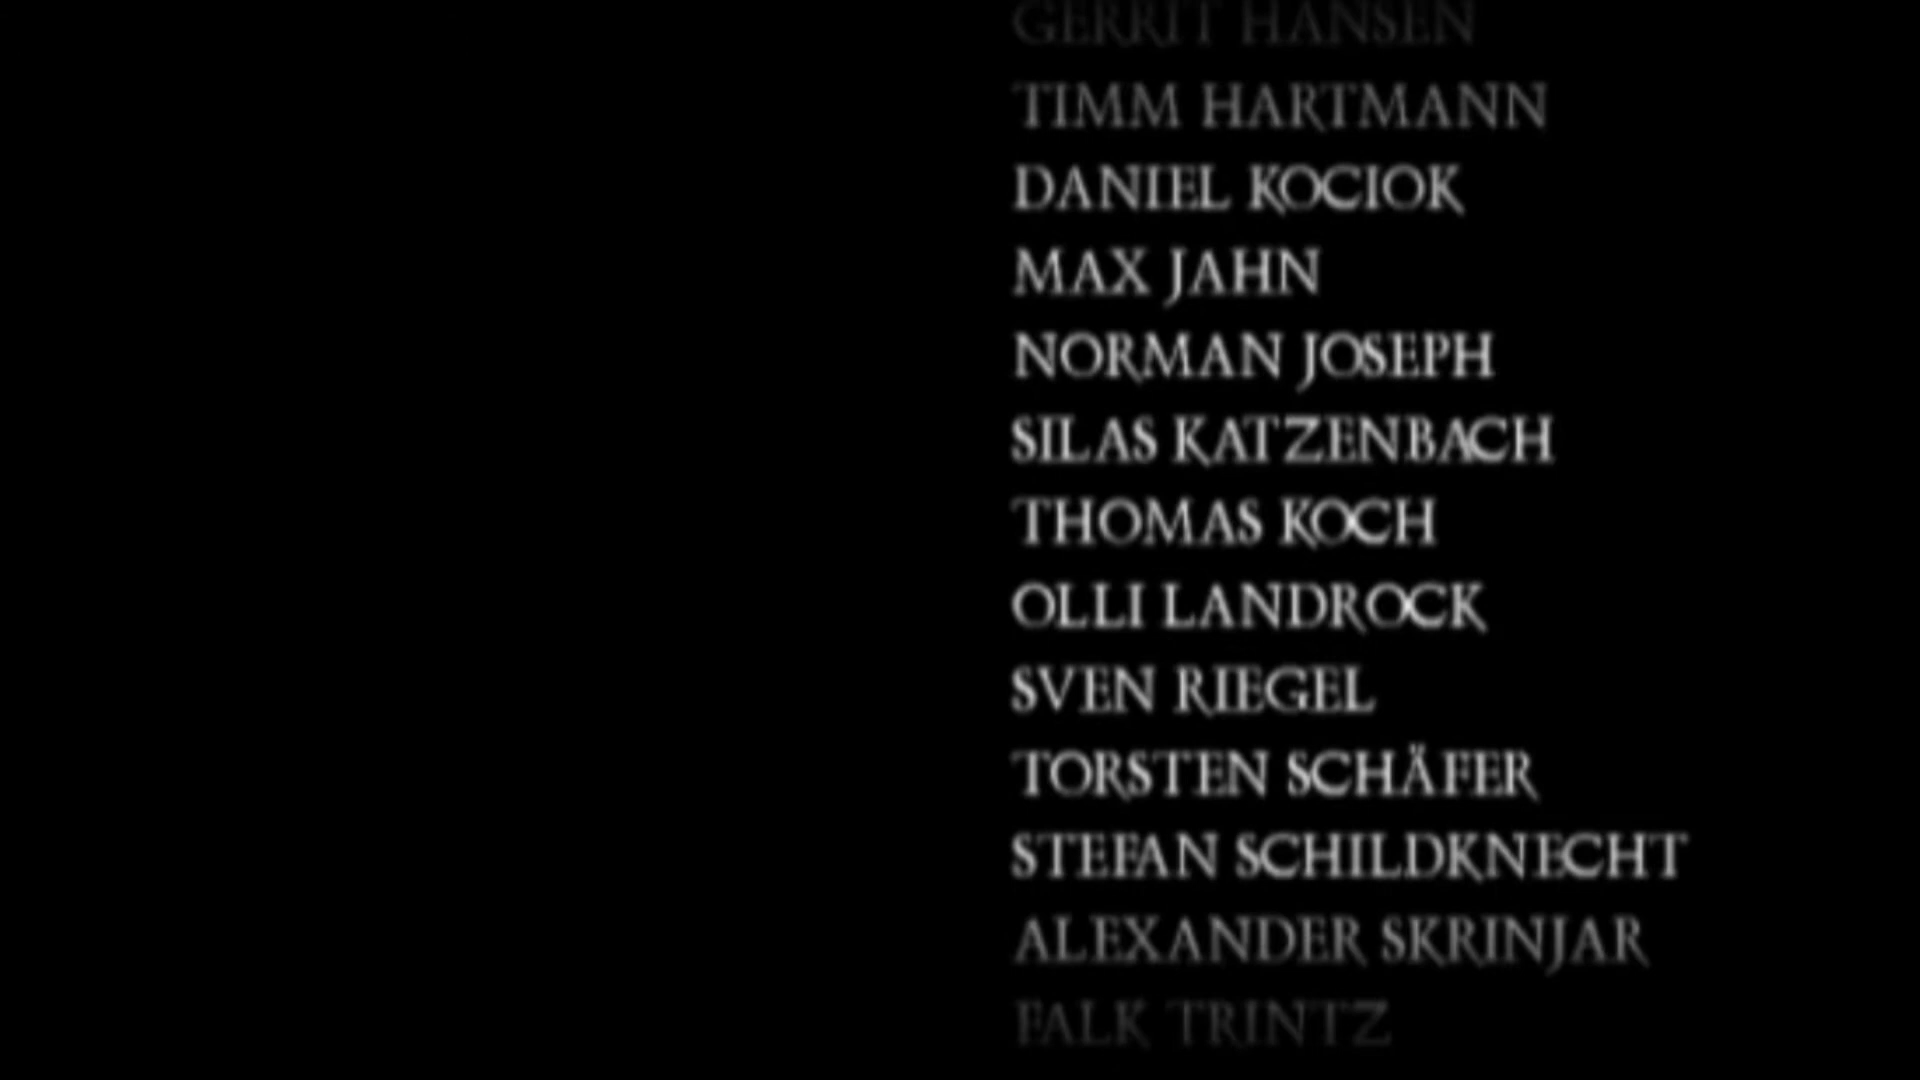 GERRIT HANSEN
TIMM HARTMANN
DANIEL KOCIOK
MAX JAHN
NORMAN JOSEPH
SILAS KATZENBACH
THOMAS KOCH
OLLI LANDROCK
SVEN RIEGEL
TORSTEN SCHÄFER
STEFAN SCHILDKNECHT
ALEXANDER SKRINJAR
FALK TRINTZ